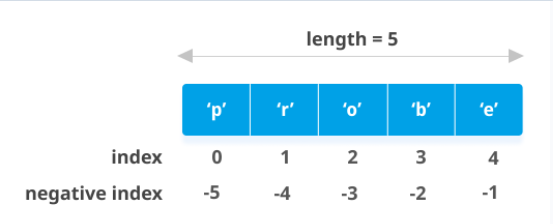 length = 5
‘p’ ‘r’ ‘o’ ‘b’ ‘e’
index 0 1 2 3 4
negative index -5 -4 -3 -2 -1